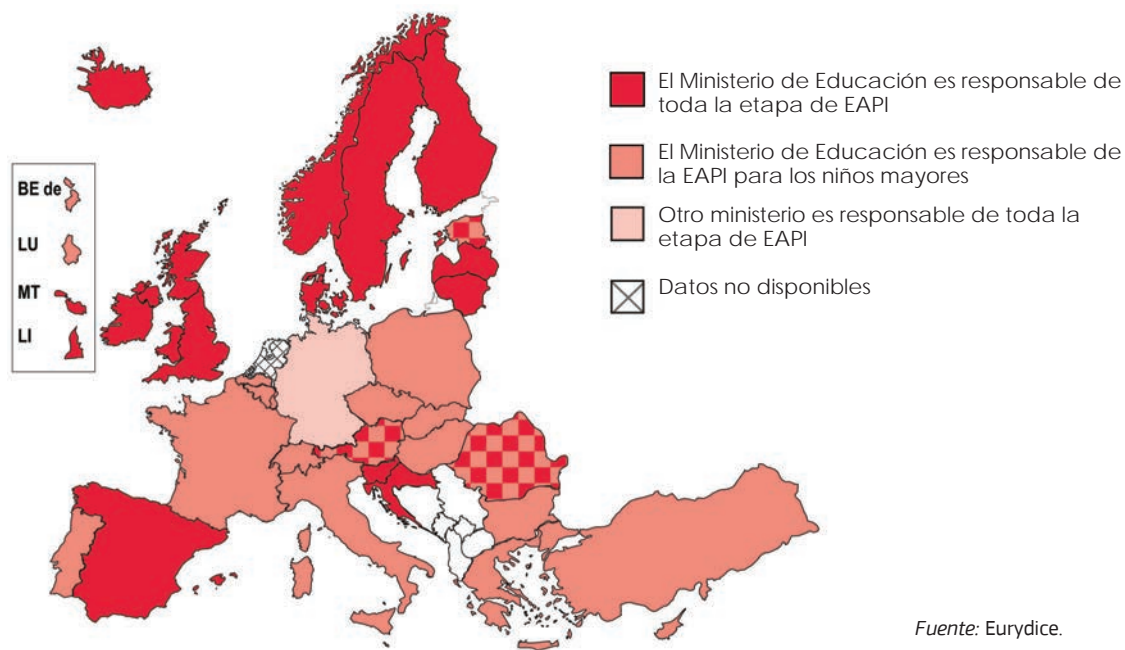 BE de
LU
MT
LI
El Ministerio de Educación es responsable de
toda la etapa de EAPI
El Ministerio de Educación es responsable de
la EAPI para los niños mayores
Otro ministerio es responsable de toda la
etapa de EAPI
Datos no disponibles
Fuente: Eurydice.